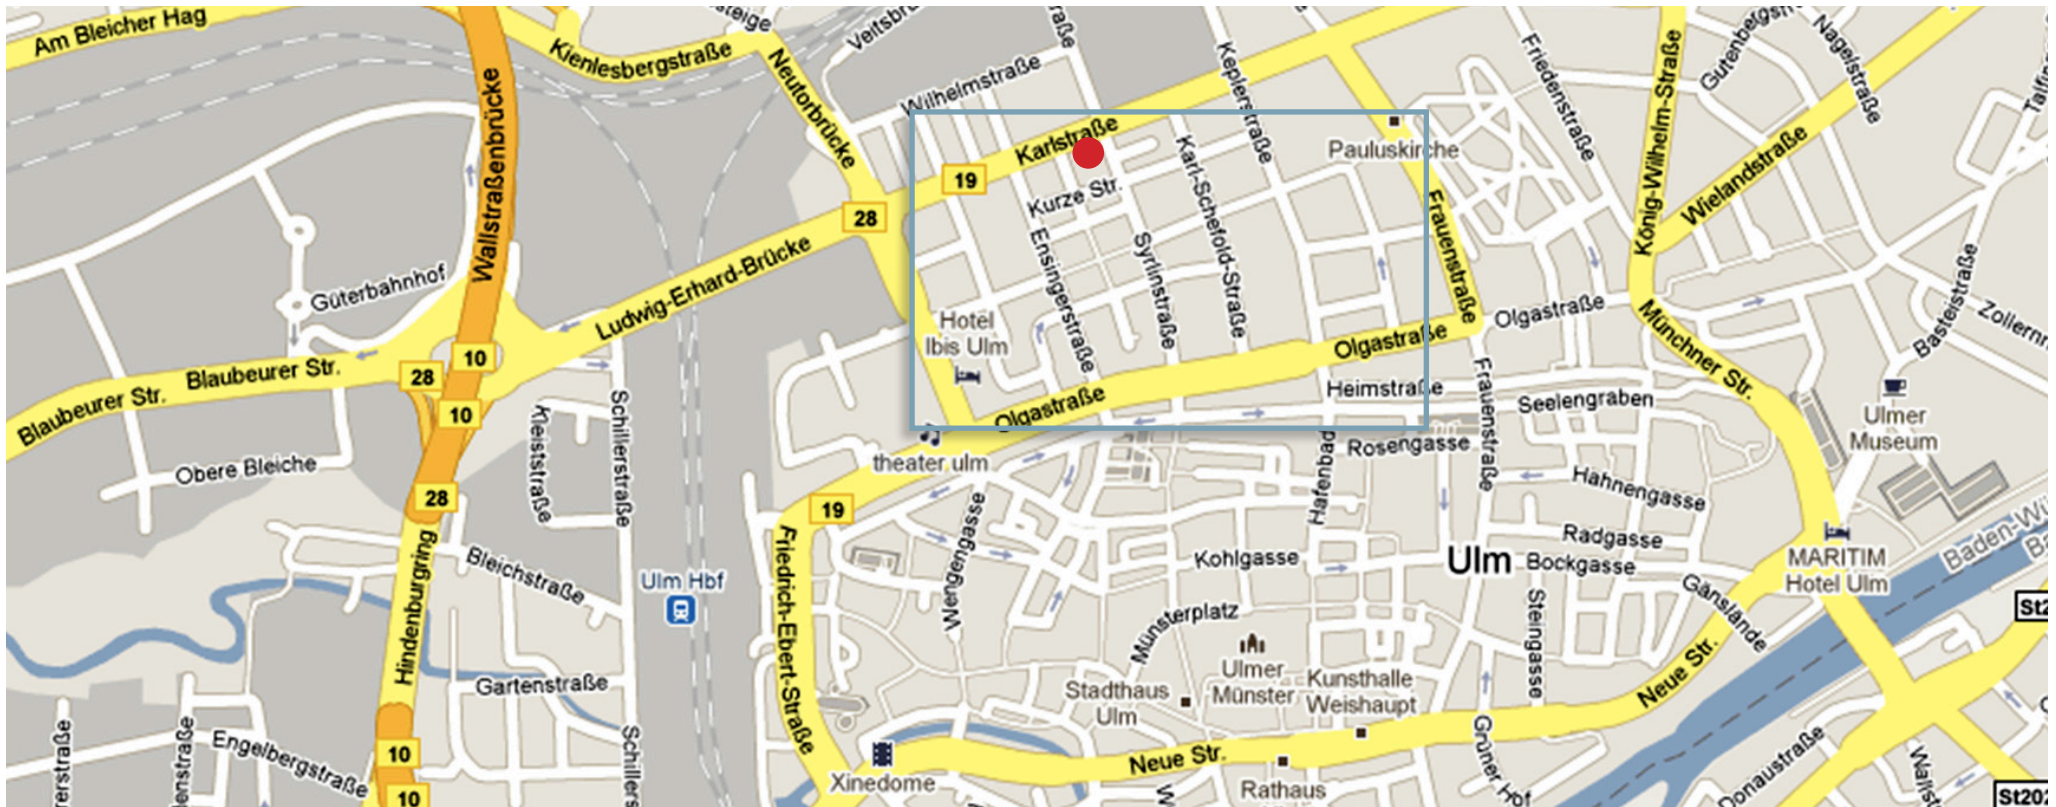 Am Bleicher Hag
Kienlesbergstraße
Neutorbrücke
Wilhelmstraße
Keplerstraße
Friedenstraße
König-Wilhelm-Straße
Nagelstraße
Wielandstraße
Wallstraßenbrücke
Karlstraße
19
28
Pauluskirche
Kurze Str.
Karl-Schefold-Straße
Ensingerstraße
Syrlinstraße
Frauenstraße
Güterbahnhof
Ludwig-Erhard-Brücke
Hotel
Ibis Ulm
Olgastraße
Olgastraße
Olgastraße
Münchner Str.
Basteistraße
Blaubeurer Str.
Blaubeurer Str.
28
10
10
28
Heimstraße
Frauenstraße
Seelengraben
Ulmer
Museum
Kleiststraße
Schillerstraße
Obere Bleiche
theater ulm
Rosengasse
Hahnengasse
19
Wengengasse
Radgasse
Kohlgasse
Ulm
Bockgasse
MARITIM
Hotel Ulm
Gänslände
Hindenburgring
Bleichstraße
Ulm Hbf
Friedrich-Ebert-Straße
Münsterplatz
Steingasse
Ulmer
Münster
Kunsthalle
Weishaupt
Stadthaus
Ulm
Neue Str.
Gartenstraße
Engelbergstraße
10
10
Xinedome
Neue Str.
Rathaus
Grüner Hof
Donaustraße